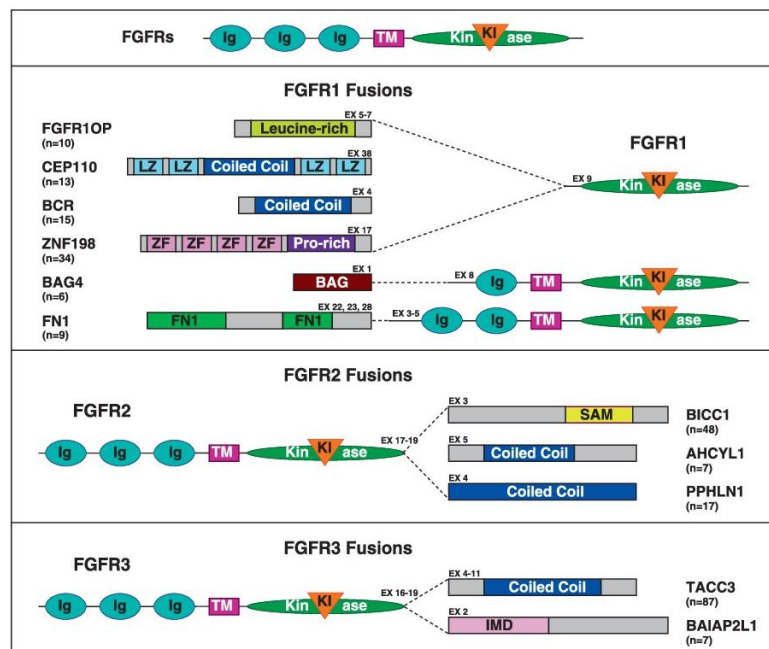 FGFRs Ig Ig Ig TM Kin KI ase
FGFR1 Fusions
EX 5-7
FGFR1OP Leucine-rich
(n=10)
FGFR1
EX 38
CEP110 LZ LZ Coiled Coil LZ LZ
(n=13)
EX 9 Kin KI ase
EX 4
BCR Coiled Coil
(n=15)
EX 17
ZNF198 ZF ZF ZF ZF Pro-rich
(n=34)
EX 1 EX 8
BAG4 BAG Ig TM Kin KI ase
(n=6)
EX 22, 23, 28 EX 3-5
FN1 FN1 FN1 Ig Ig TM Kin KI ase
(n=9)
FGFR2 Fusions
FGFR2
EX 3
SAM BICC1
(n=48)
EX 17-19
Ig Ig Ig TM Kin KI ase
EX 5
Coiled Coil AHCYL1
(n=7)
EX 4
Coiled Coil PPHLN1
(n=17)
FGFR3 Fusions
FGFR3
EX 4-11
Coiled Coil TACC3
(n=87)
EX 16-19
Ig Ig Ig TM Kin KI ase
EX 2
IMD BAIAP2L1
(n=7)